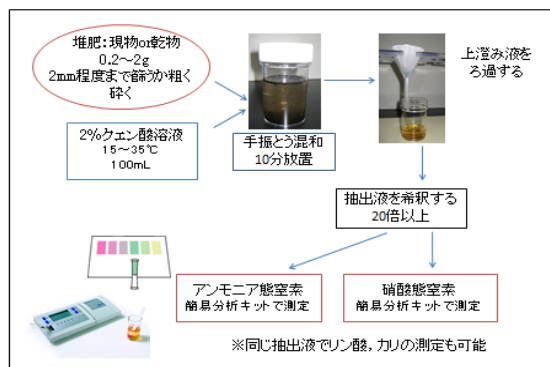 堆肥：現物or乾物
0.2～2g
2mm程度まで篩うか粗く
砕く
2%クエン酸溶液
15～35℃
100mL
手振とう混和
10分放置
上澄み液を
ろ過する
抽出液を希釈する
20倍以上
アンモニア態窒素
簡易分析キットで測定
硝酸態窒素
簡易分析キットで測定
※同じ抽出液でリン酸，カリの測定も可能